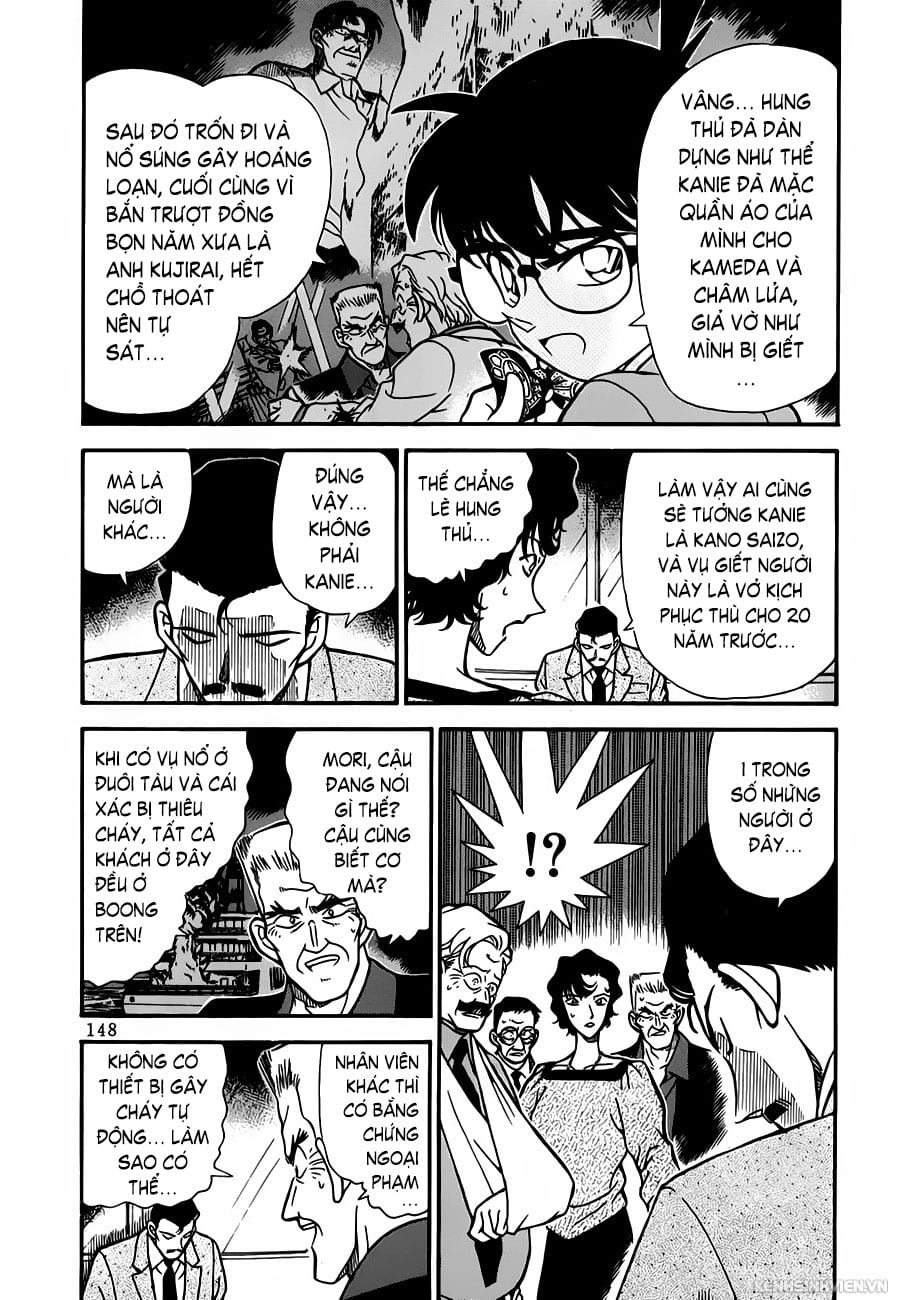 VÂNG... HUNG
THỦ ĐÃ DÀN
DỰNG NHƯ THỂ
KANIE ĐÃ MẶC
QUẦN ÁO CỦA
MÌNH CHO
KAMEDA VÀ
CHÂM LỬA,
GIẢ VỜ NHƯ
MÌNH BỊ GIẾT
...
SAU ĐÓ TRỐN ĐI VÀ
NỔ SÚNG GÂY HOẢNG
LOẠN, CUỐI CÙNG VÌ
BẮN TRƯỢT ĐỒNG
BỌN NĂM XƯA LÀ
ANH KUJIRAI, HẾT
CHỔ THOÁT
NÊN TỰ
SÁT...
LÀM VẬY AI CŨNG
SẼ TƯỞNG KANIE
LÀ KANO SAIZO,
VÀ VỤ GIẾT NGƯỜI
NÀY LÀ VỞ KỊCH
PHỤC THÙ CHO 20
NĂM TRƯỚC...
THẾ CHẲNG
LẼ HUNG
THỦ...
ĐÚNG
VẬY...
KHÔNG
PHẢI
KANIE...
MÀ LÀ
NGƯỜI
KHÁC...
1 TRONG
SỐ NHỮNG
NGƯỜI Ở
ĐÂY...
!?
MORI, CẬU
ĐANG NÓI
GÌ THẾ?
CẬU CŨNG
BIẾT CƠ
MÀ?
KHI CÓ VỤ NỔ Ở
ĐUÔI TÀU VÀ CÁI
XÁC BỊ THIÊU
CHÁY, TẤT CẢ
KHÁCH Ở ĐÂY
ĐỀU Ở
BOONG
TRÊN!
148
NHÂN VIÊN
KHÁC THÌ
CÓ BẰNG
CHỨNG
NGOẠI
PHẠM...
KHÔNG CÓ
THIẾT BỊ GÂY
CHÁY TỰ
ĐỘNG... LÀM
SAO CÓ
THỂ...
KENHSINHVIEN.VN